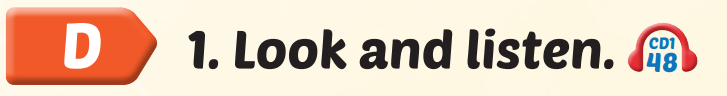 D 1. Look and listen. CD1 48